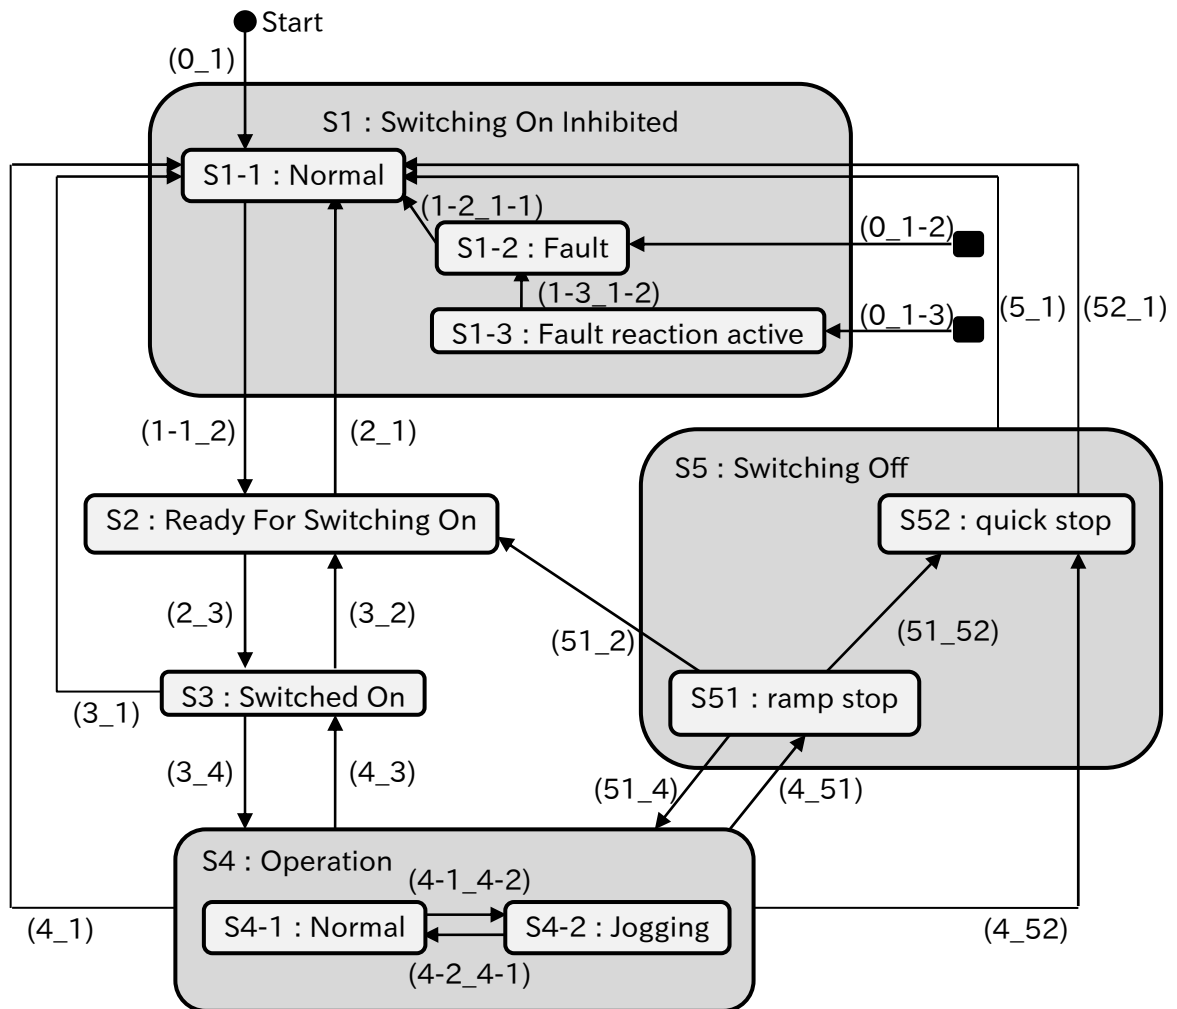 Start
(0_1)
S1 : Switching On Inhibited
S1-1 : Normal
(1-2_1-1)
(0_1-2)
S1-2 : Fault
(1-3_1-2)
(0_1-3)
(5_1)
(52_1)
S1-3 : Fault reaction active
(1-1_2)
(2_1)
S5 : Switching Off
S2 : Ready For Switching On
S52 : quick stop
(2_3)
(3_2)
(51_2)
(51_52)
S3 : Switched On
S51 : ramp stop
(3_1)
(3_4)
(4_3)
(51_4)
(4_51)
S4 : Operation
(4-1_4-2)
S4-1 : Normal
S4-2 : Jogging
(4_1)
(4_52)
(4-2_4-1)